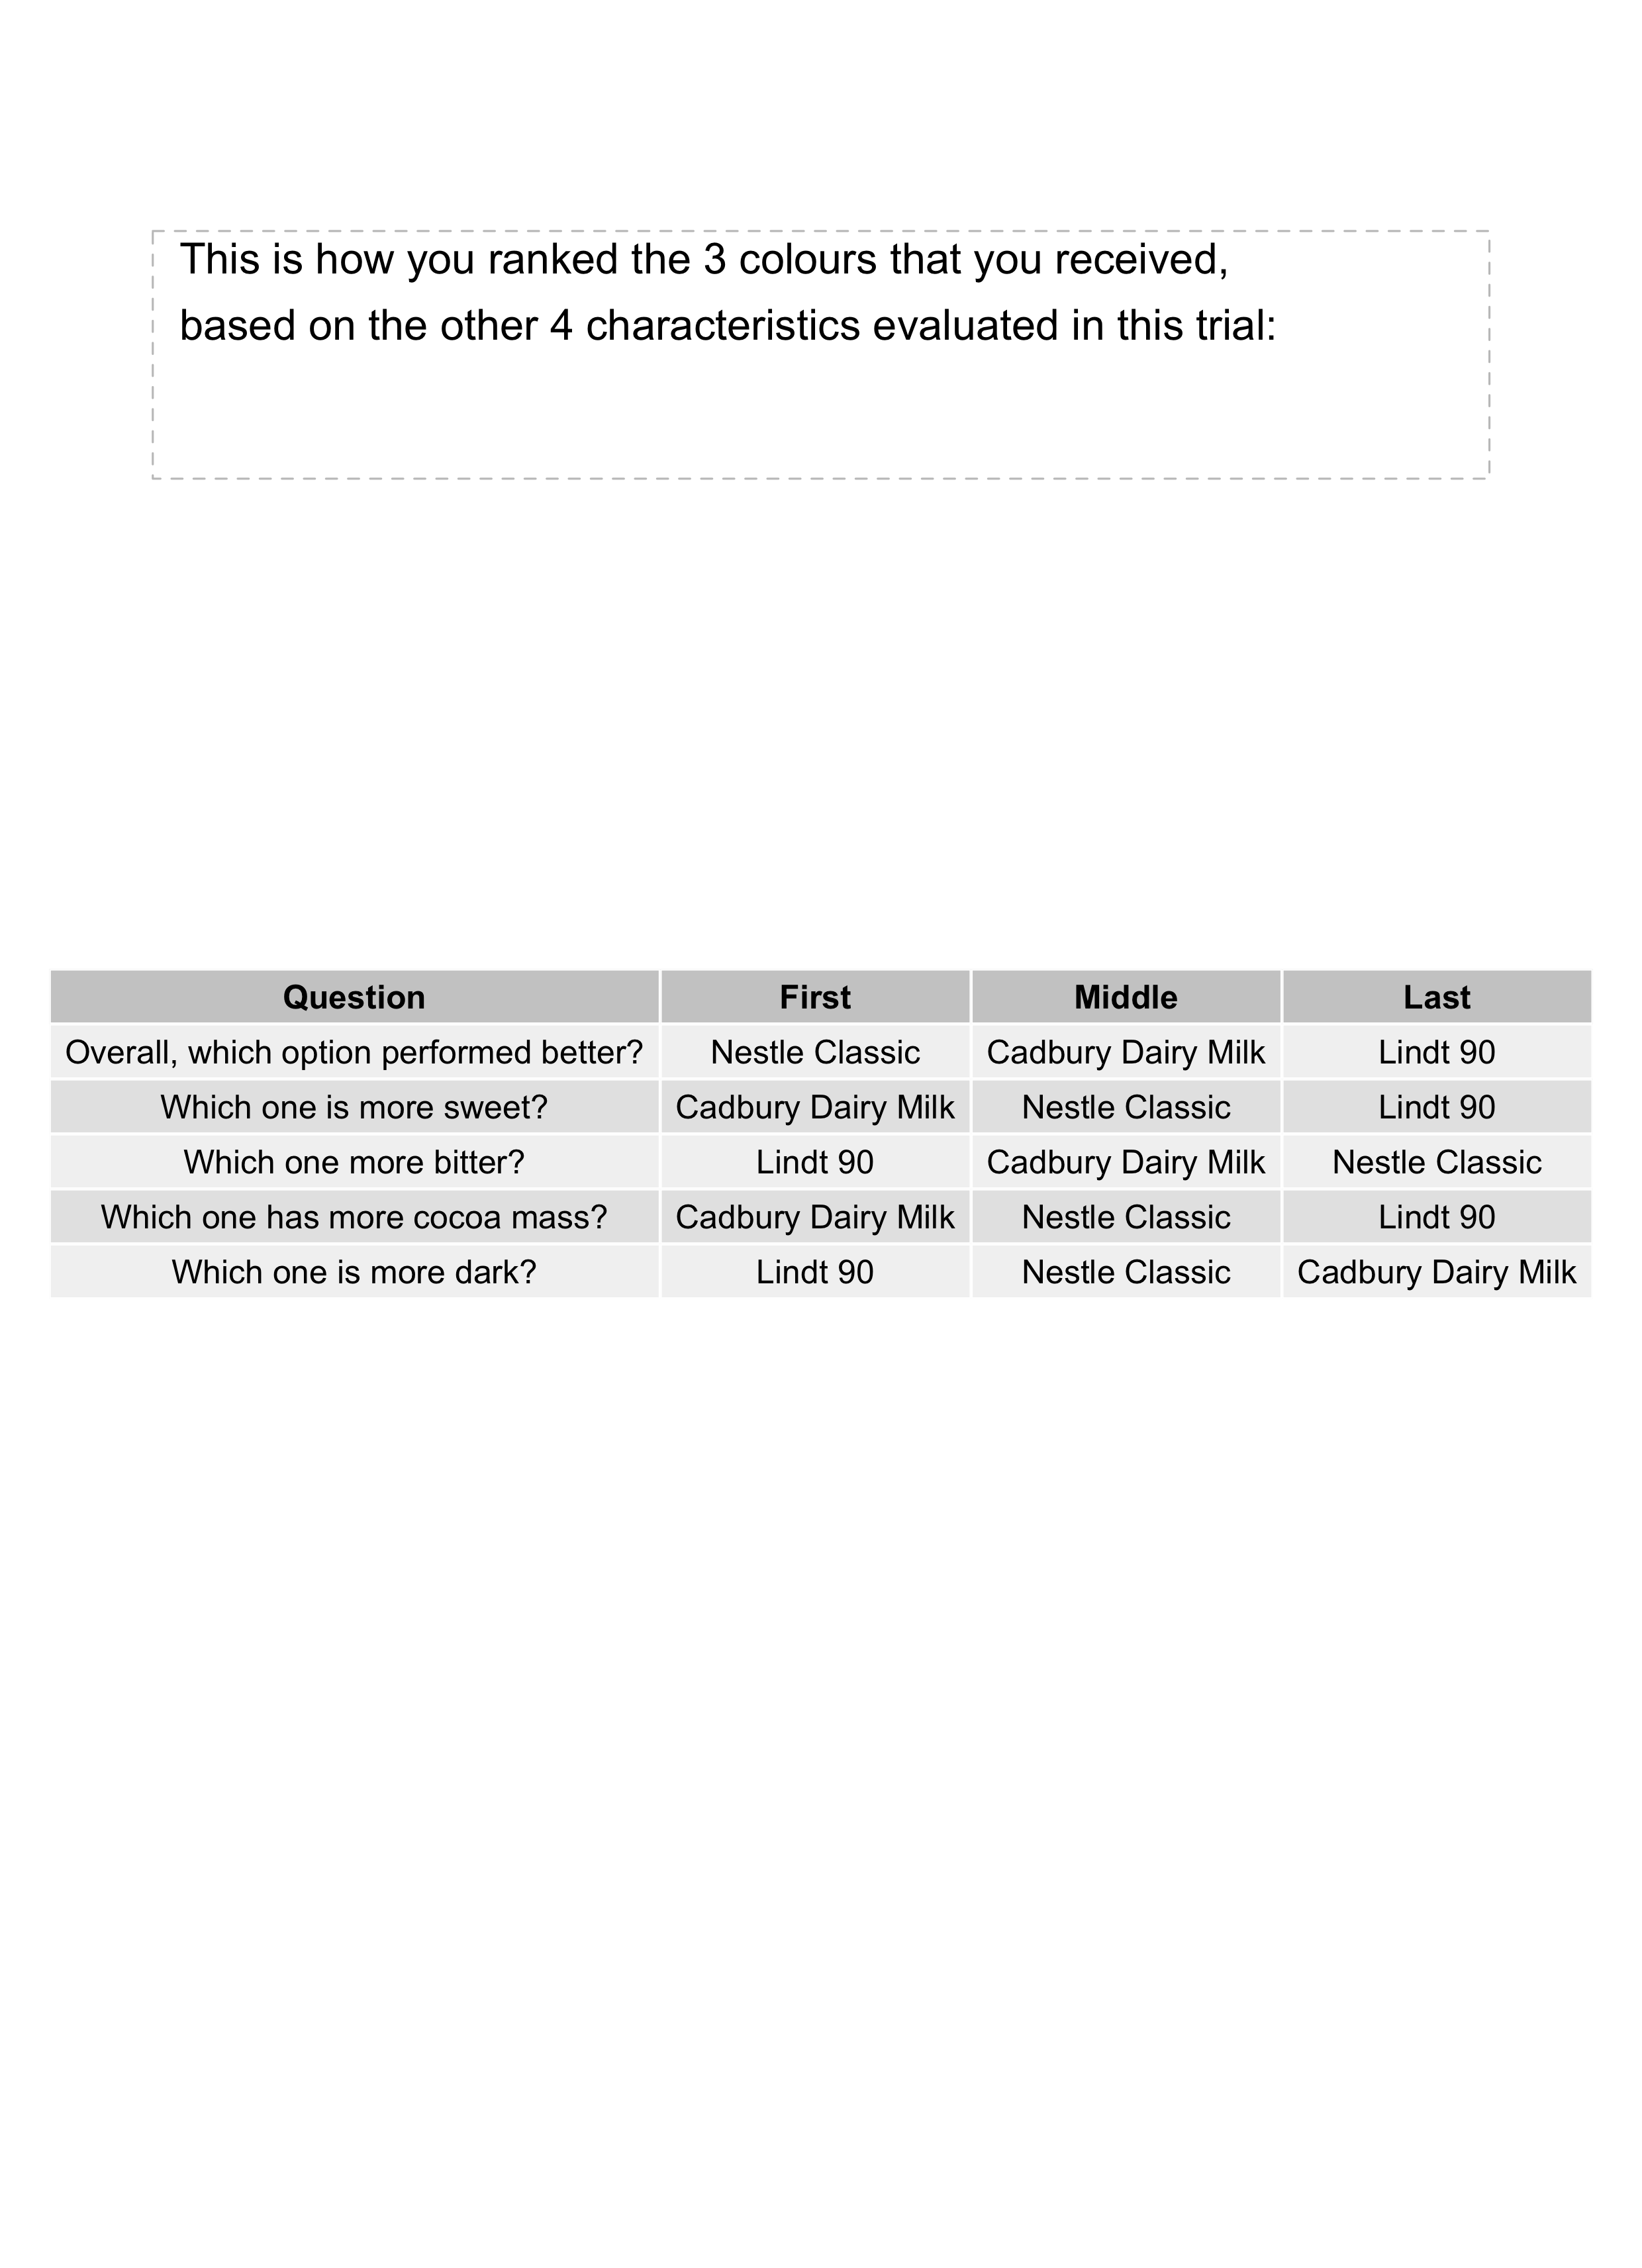 This is how you ranked the 3 colours that you received,
based on the other 4 characteristics evaluated in this trial:
Question First Middle Last
Overall, which option performed better? Nestle Classic Cadbury Dairy Milk Lindt 90
Which one is more sweet? Cadbury Dairy Milk Nestle Classic Lindt 90
Which one more bitter? Lindt 90 Cadbury Dairy Milk Nestle Classic
Which one has more cocoa mass? Cadbury Dairy Milk Nestle Classic Lindt 90
Which one is more dark? Lindt 90 Nestle Classic Cadbury Dairy Milk